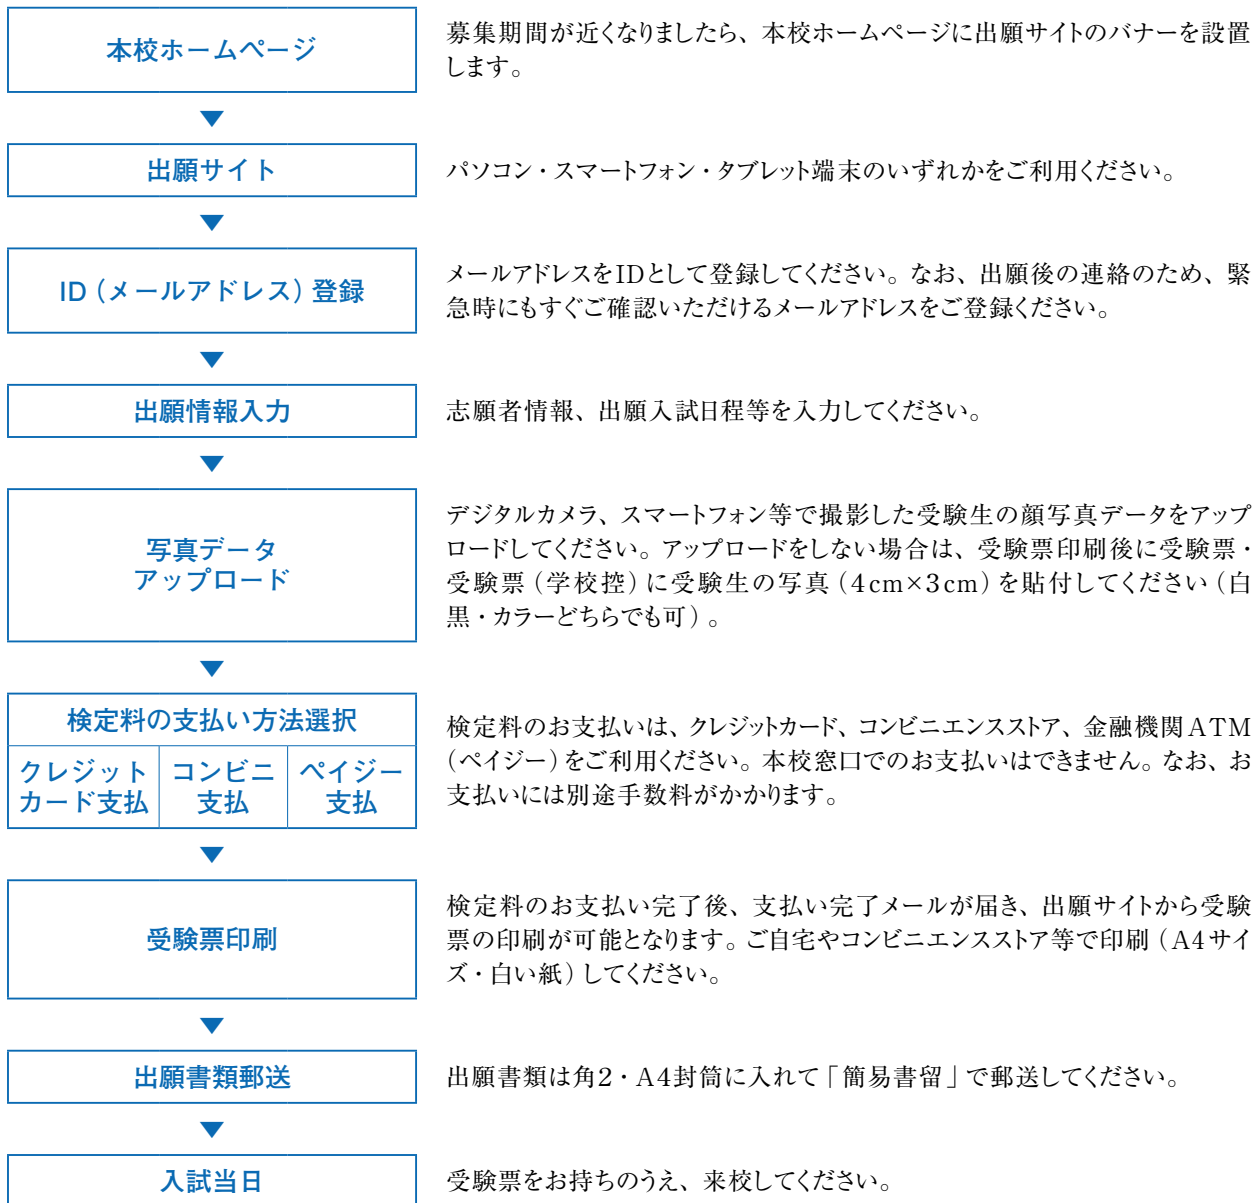 本校ホームページ
募集期間が近くなりましたら、本校ホームページに出願サイトのバナーを設置
します。
▼
出願サイト
パソコン・スマートフォン・タブレット端末のいずれかをご利用ください。
▼
ID（メールアドレス）登録
メールアドレスをIDとして登録してください。なお、出願後の連絡のため、緊
急時にもすぐご確認いただけるメールアドレスをご登録ください。
▼
出願情報入力
志願者情報、出願入試日程等を入力してください。
▼
写真データ
アップロード
デジタルカメラ、スマートフォン等で撮影した受験生の顔写真データをアップ
ロードしてください。アップロードをしない場合は、受験票印刷後に受験票・
受験票（学校控）に受験生の写真（4cm×3cm）を貼付してください（白
黒・カラーどちらでも可）。
▼
検定料の支払い方法選択
クレジット
カード支払
コンビニ
支払
ペイジー
支払
検定料のお支払いは、クレジットカード、コンビニエンスストア、金融機関ATM
（ペイジー）をご利用ください。本校窓口でのお支払いはできません。なお、お
支払いには別途手数料がかかります。
▼
受験票印刷
検定料のお支払い完了後、支払い完了メールが届き、出願サイトから受験
票の印刷が可能となります。ご自宅やコンビニエンスストア等で印刷（A4サイ
ズ・白い紙）してください。
▼
出願書類郵送
出願書類は角2・A4封筒に入れて「簡易書留」で郵送してください。
▼
入試当日
受験票をお持ちのうえ、来校してください。